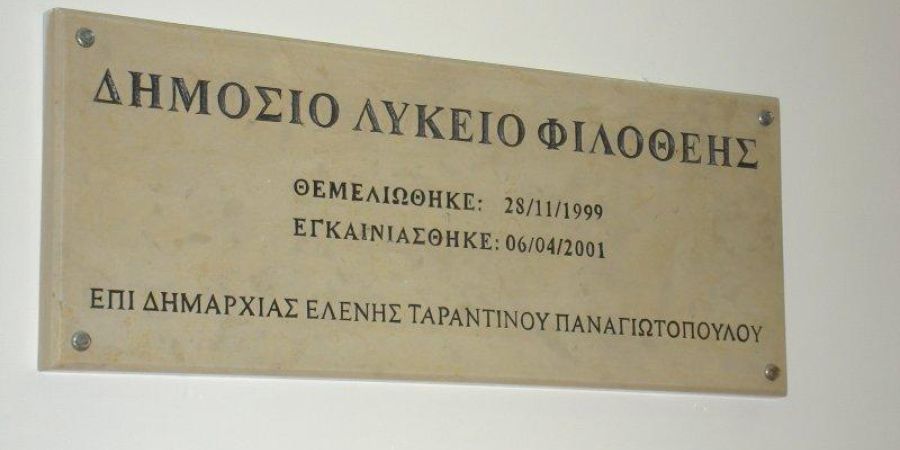 ΔΗΜΟΣΙΟ ΛΥΚΕΙΟ ΦΙΛΟΘΕΗΣ
ΘΕΜΕΛΙΩΘΗΚΕ: 28/11/1999
ΕΓΚΑΙΝΙΑΣΘΗΚΕ: 06/04/2001
ΕΠΙ ΔΗΜΑΡΧΙΑΣ ΕΛΕΝΗΣ ΤΑΡΑΝΤΙΝΟΥ ΠΑΝΑΓΙΩΤΟΠΟΥΛΟΥ